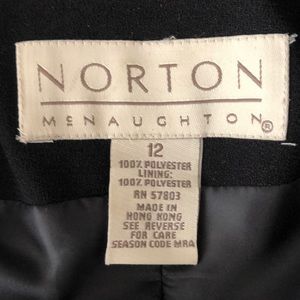 NORTON
McNAUGHTON®
12
100% POLYESTER
LINING:
100% POLYESTER
RN 57803
MADE IN
HONG KONG
SEE REVERSE
FOR CARE
SEASON CODE MRA